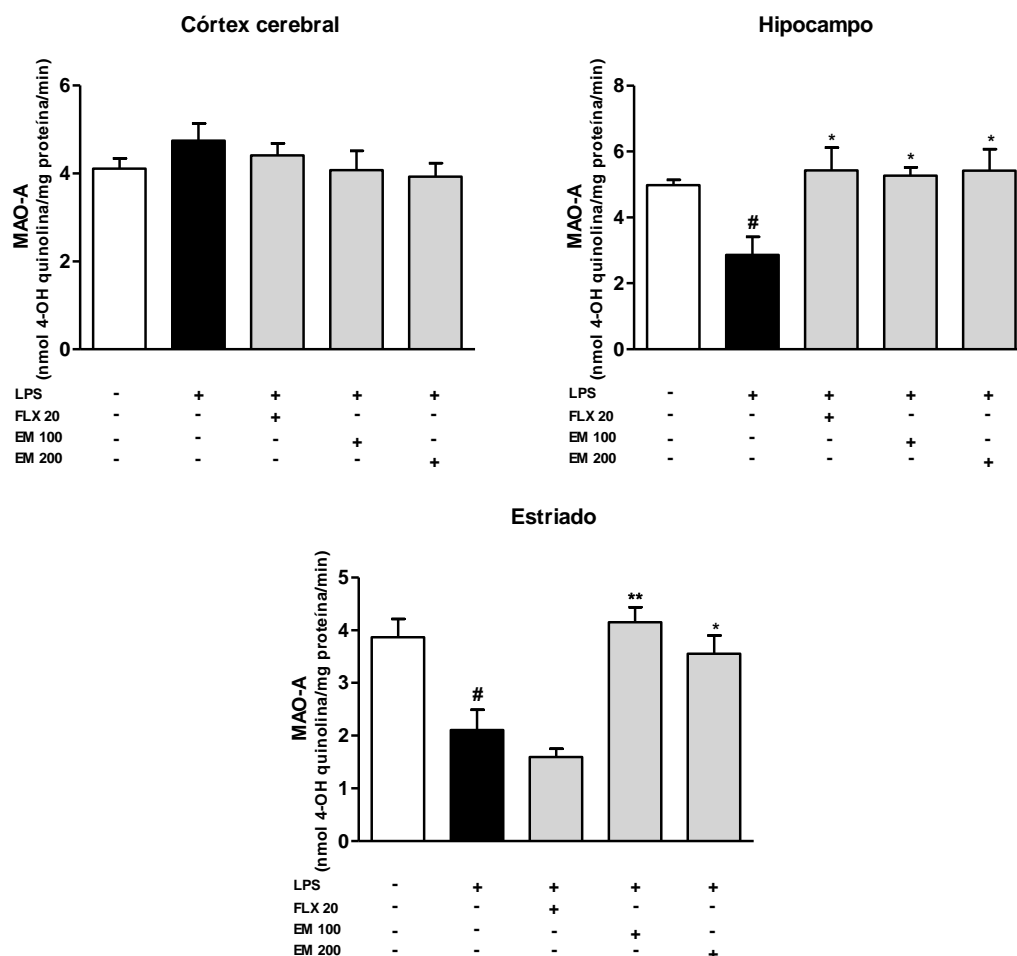 Córtex cerebral
MAO-A
(nmol 4-OH quinolina/mg proteína/min)
6
4
2
0
LPS - + + + +
FLX 20 - - + - -
EM 100 - - - + -
EM 200 - - - - +
Hipocampo
MAO-A
(nmol 4-OH quinolina/mg proteína/min)
8
6
4
2
0
#
*
*
*
LPS - + + + +
FLX 20 - - + - -
EM 100 - - - + -
EM 200 - - - - +
Estriado
MAO-A
(nmol 4-OH quinolina/mg proteína/min)
5
4
3
2
1
0
#
**
*
LPS - + + + +
FLX 20 - - + - -
EM 100 - - - + -
EM 200 - - - - +